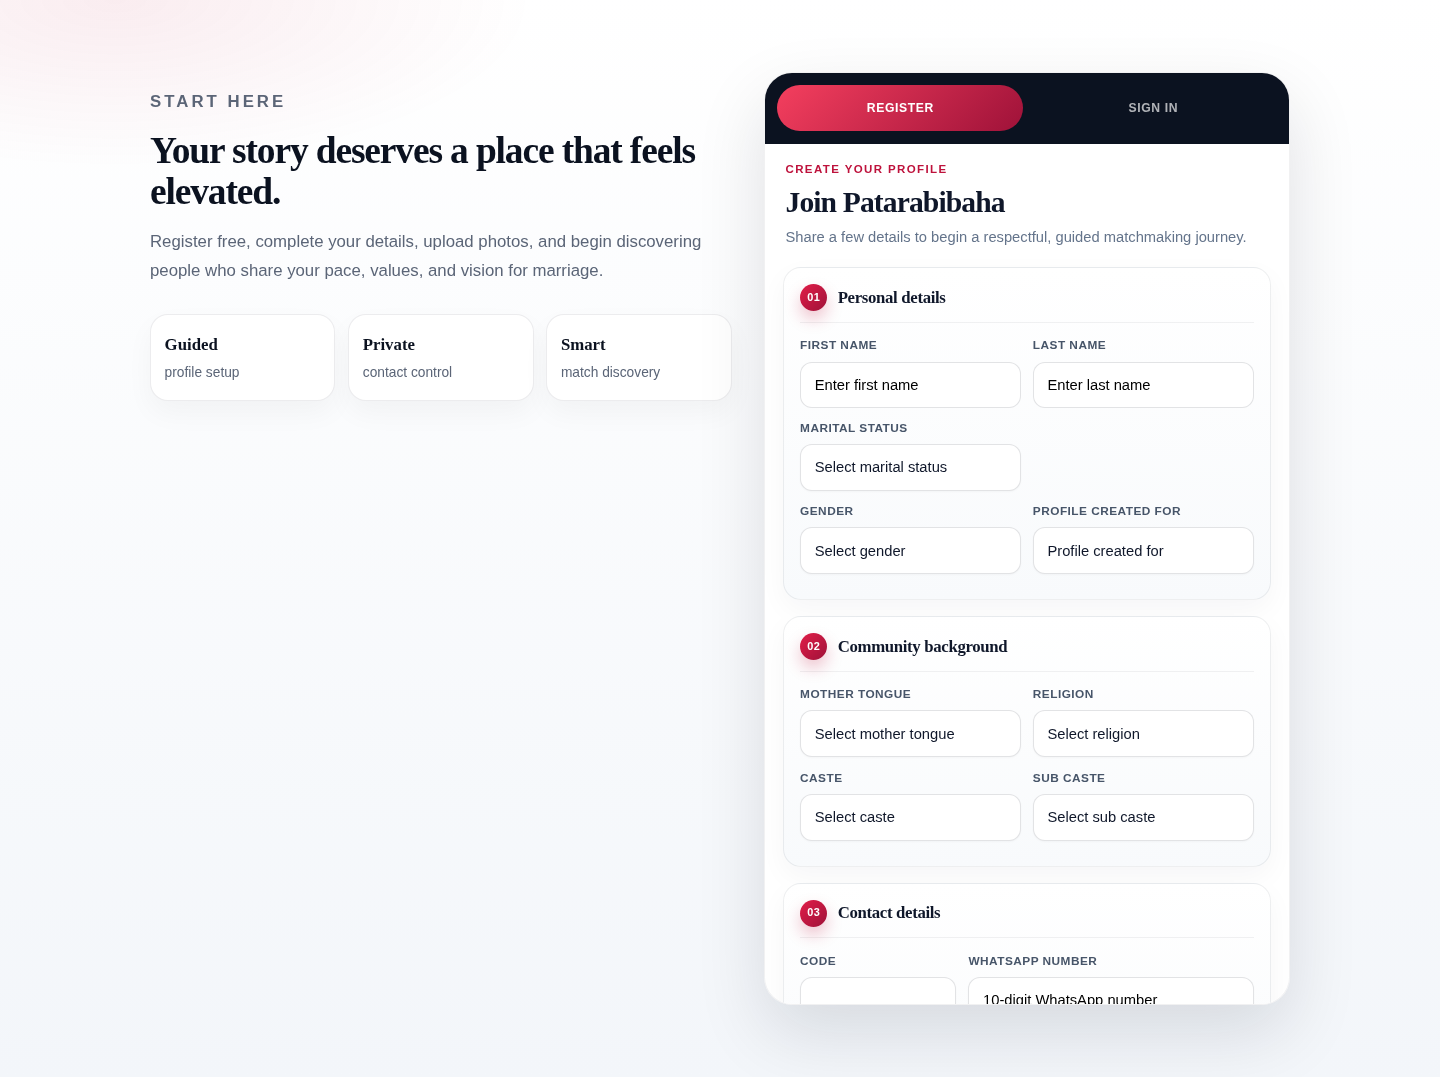 START HERE
Your story deserves a place that feels
elevated.
Register free, complete your details, upload photos, and begin discovering
people who share your pace, values, and vision for marriage.
Guided
profile setup
Private
contact control
Smart
match discovery
REGISTER
SIGN IN
CREATE YOUR PROFILE
Join Patarabibaha
Share a few details to begin a respectful, guided matchmaking journey.
01 Personal details
FIRST NAME
LAST NAME
Enter first name
Enter last name
MARITAL STATUS
Select marital status
GENDER
PROFILE CREATED FOR
Select gender
Profile created for
02 Community background
MOTHER TONGUE
RELIGION
Select mother tongue
Select religion
CASTE
SUB CASTE
Select caste
Select sub caste
03 Contact details
CODE
WHATSAPP NUMBER
10-digit WhatsApp number